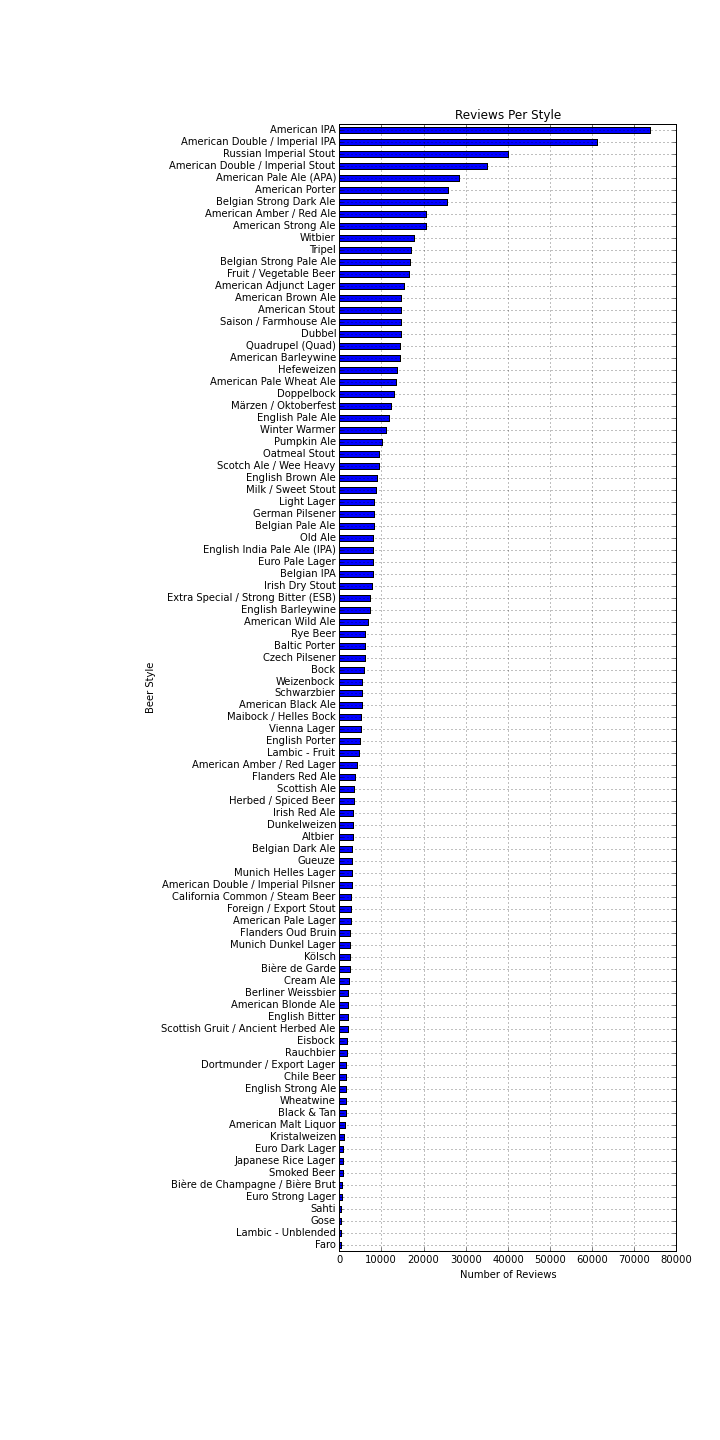 Reviews Per Style
American IPA
American Double / Imperial IPA
Russian Imperial Stout
American Double / Imperial Stout
American Pale Ale (APA)
American Porter
Belgian Strong Dark Ale
American Amber / Red Ale
American Strong Ale
Witbier
Tripel
Belgian Strong Pale Ale
Fruit / Vegetable Beer
American Adjunct Lager
American Brown Ale
American Stout
Saison / Farmhouse Ale
Dubbel
Quadrupel (Quad)
American Barleywine
Hefeweizen
American Pale Wheat Ale
Doppelbock
Märzen / Oktoberfest
English Pale Ale
Winter Warmer
Pumpkin Ale
Oatmeal Stout
Scotch Ale / Wee Heavy
English Brown Ale
Milk / Sweet Stout
Light Lager
German Pilsener
Belgian Pale Ale
Old Ale
English India Pale Ale (IPA)
Euro Pale Lager
Belgian IPA
Irish Dry Stout
Extra Special / Strong Bitter (ESB)
English Barleywine
American Wild Ale
Rye Beer
Baltic Porter
Czech Pilsener
Bock
Weizenbock
Schwarzbier
American Black Ale
Maibock / Helles Bock
Vienna Lager
English Porter
Lambic - Fruit
American Amber / Red Lager
Flanders Red Ale
Scottish Ale
Herbed / Spiced Beer
Irish Red Ale
Dunkelweizen
Altbier
Belgian Dark Ale
Gueuze
Munich Helles Lager
American Double / Imperial Pilsner
California Common / Steam Beer
Foreign / Export Stout
American Pale Lager
Flanders Oud Bruin
Munich Dunkel Lager
Kölsch
Bière de Garde
Cream Ale
Berliner Weissbier
American Blonde Ale
English Bitter
Scottish Gruit / Ancient Herbed Ale
Eisbock
Rauchbier
Dortmunder / Export Lager
Chile Beer
English Strong Ale
Wheatwine
Black & Tan
American Malt Liquor
Kristalweizen
Euro Dark Lager
Japanese Rice Lager
Smoked Beer
Bière de Champagne / Bière Brut
Euro Strong Lager
Sahti
Gose
Lambic - Unblended
Faro
Beer Style
0 10000 20000 30000 40000 50000 60000 70000 80000
Number of Reviews